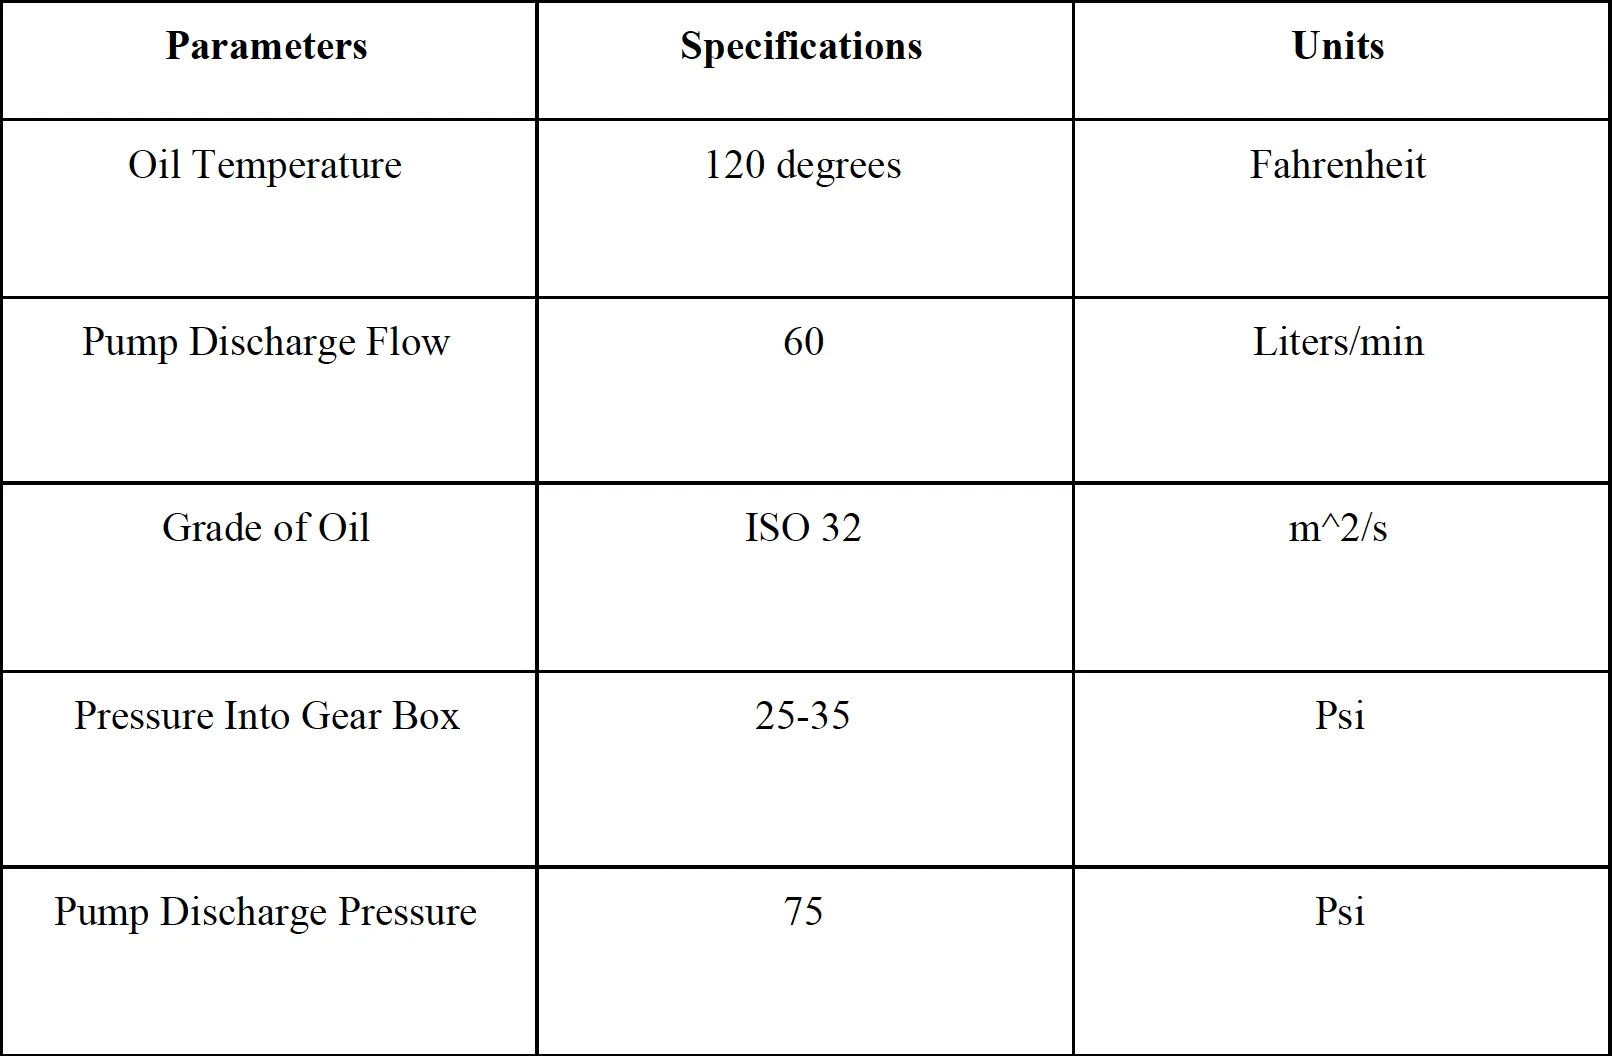 Parameters Specifications Units
Oil Temperature 120 degrees Fahrenheit
Pump Discharge Flow 60 Liters/min
Grade of Oil ISO 32 m^2/s
Pressure Into Gear Box 25-35 Psi
Pump Discharge Pressure 75 Psi